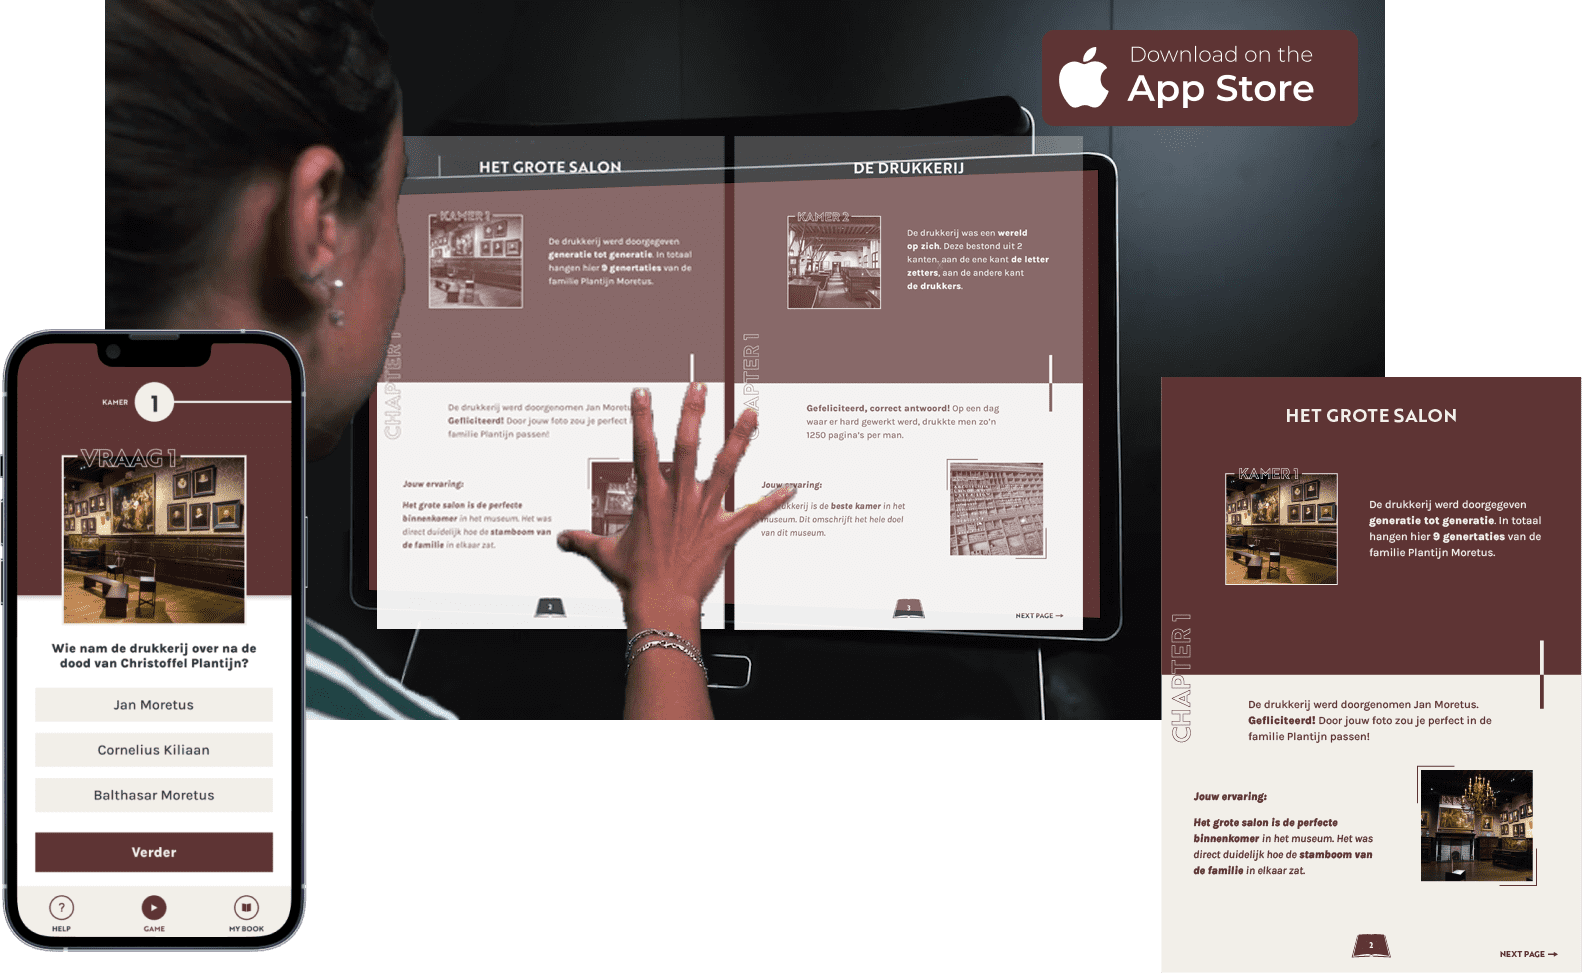 Download on the
App Store
HET GROTE SALON
KAMER 1
De drukkerij werd doorgegeven
generatie tot generatie. In totaal
hangen hier 9 genertaties van de
familie Plantijn Moretus.
CHAPTER 1
De drukkerij werd doorgenomen Jan Moretu
Gefliciteerd! Door jouw foto zou je perfect
familie Plantijn passen!
Jouw ervaring:
Het grote salon is de perfecte
binnenkomer in het museum. Het was
direct duidelijk hoe de stamboom van
de familie in elkaar zat.
2
DE DRUKKERIJ
KAMER 2
De drukkerij was een wereld
op zich. Deze bestond uit 2
kanten. aan de ene kant de letter
zetters, aan de andere kant
de drukkers.
CHAPTER 1
Gefeliciteerd, correct antwoord! Op een dag
waar er hard gewerkt werd, drukte men zo'n
1250 pagina's per man.
Jouw ervaring:
drukkerij is de beste kamer in het
museum. Dit omschrijft het hele doel
van dit museum.
3
NEXT PAGE →
KAMER 1
VRAAG 1
Wie nam de drukkerij over na de
dood van Christoffel Plantijn?
Jan Moretus
Cornelius Kiliaan
Balthasar Moretus
Verder
?
HELP
GAME
MY BOOK
HET GROTE SALON
KAMER 1
De drukkerij werd doorgegeven
generatie tot generatie. In totaal
hangen hier 9 genertaties van de
familie Plantijn Moretus.
CHAPTER 1
De drukkerij werd doorgenomen Jan Moretus.
Gefliciteerd! Door jouw foto zou je perfect in de
familie Plantijn passen!
Jouw ervaring:
Het grote salon is de perfecte
binnenkomer in het museum. Het was
direct duidelijk hoe de stamboom van
de familie in elkaar zat.
2
NEXT PAGE →